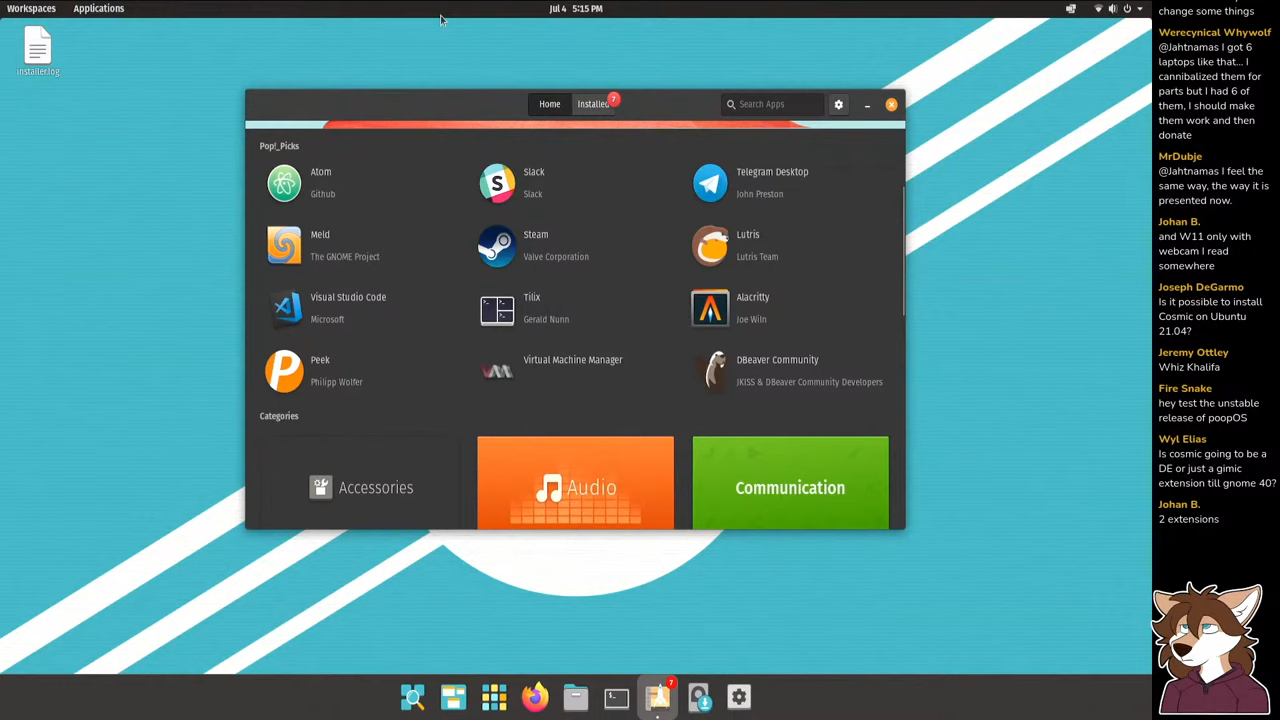 Workspaces
Applications
Jul 4 5:15 PM
installer.log
Home
Installed
7
Search Apps
Pop!_Picks
Atom
Github
Slack
Slack
Telegram Desktop
John Preston
Meld
The GNOME Project
Steam
Valve Corporation
Lutris
Lutris Team
Visual Studio Code
Microsoft
Tilix
Gerald Nunn
Alacritty
Joe Wiln
Peek
Philipp Wolfer
Virtual Machine Manager
DBeaver Community
JKISS & DBeaver Community Developers
Categories
Accessories
Audio
Communication
7
change some things
Werecynical Whywolf
@Jahtnamas I got 6
laptops like that... I
cannibalized them for
parts but I had 6 of
them, I should make
them work and then
donate
MrDubje
@Jahtnamas I feel the
same way, the way it is
presented now.
Johan B.
and W11 only with
webcam I read
somewhere
Joseph DeGarmo
Is it possible to install
Cosmic on Ubuntu
21.04?
Jeremy Ottley
Whiz Khalifa
Fire Snake
hey test the unstable
release of poopOS
Wyl Elias
Is cosmic going to be a
DE or just a gimic
extension till gnome 40?
Johan B.
2 extensions